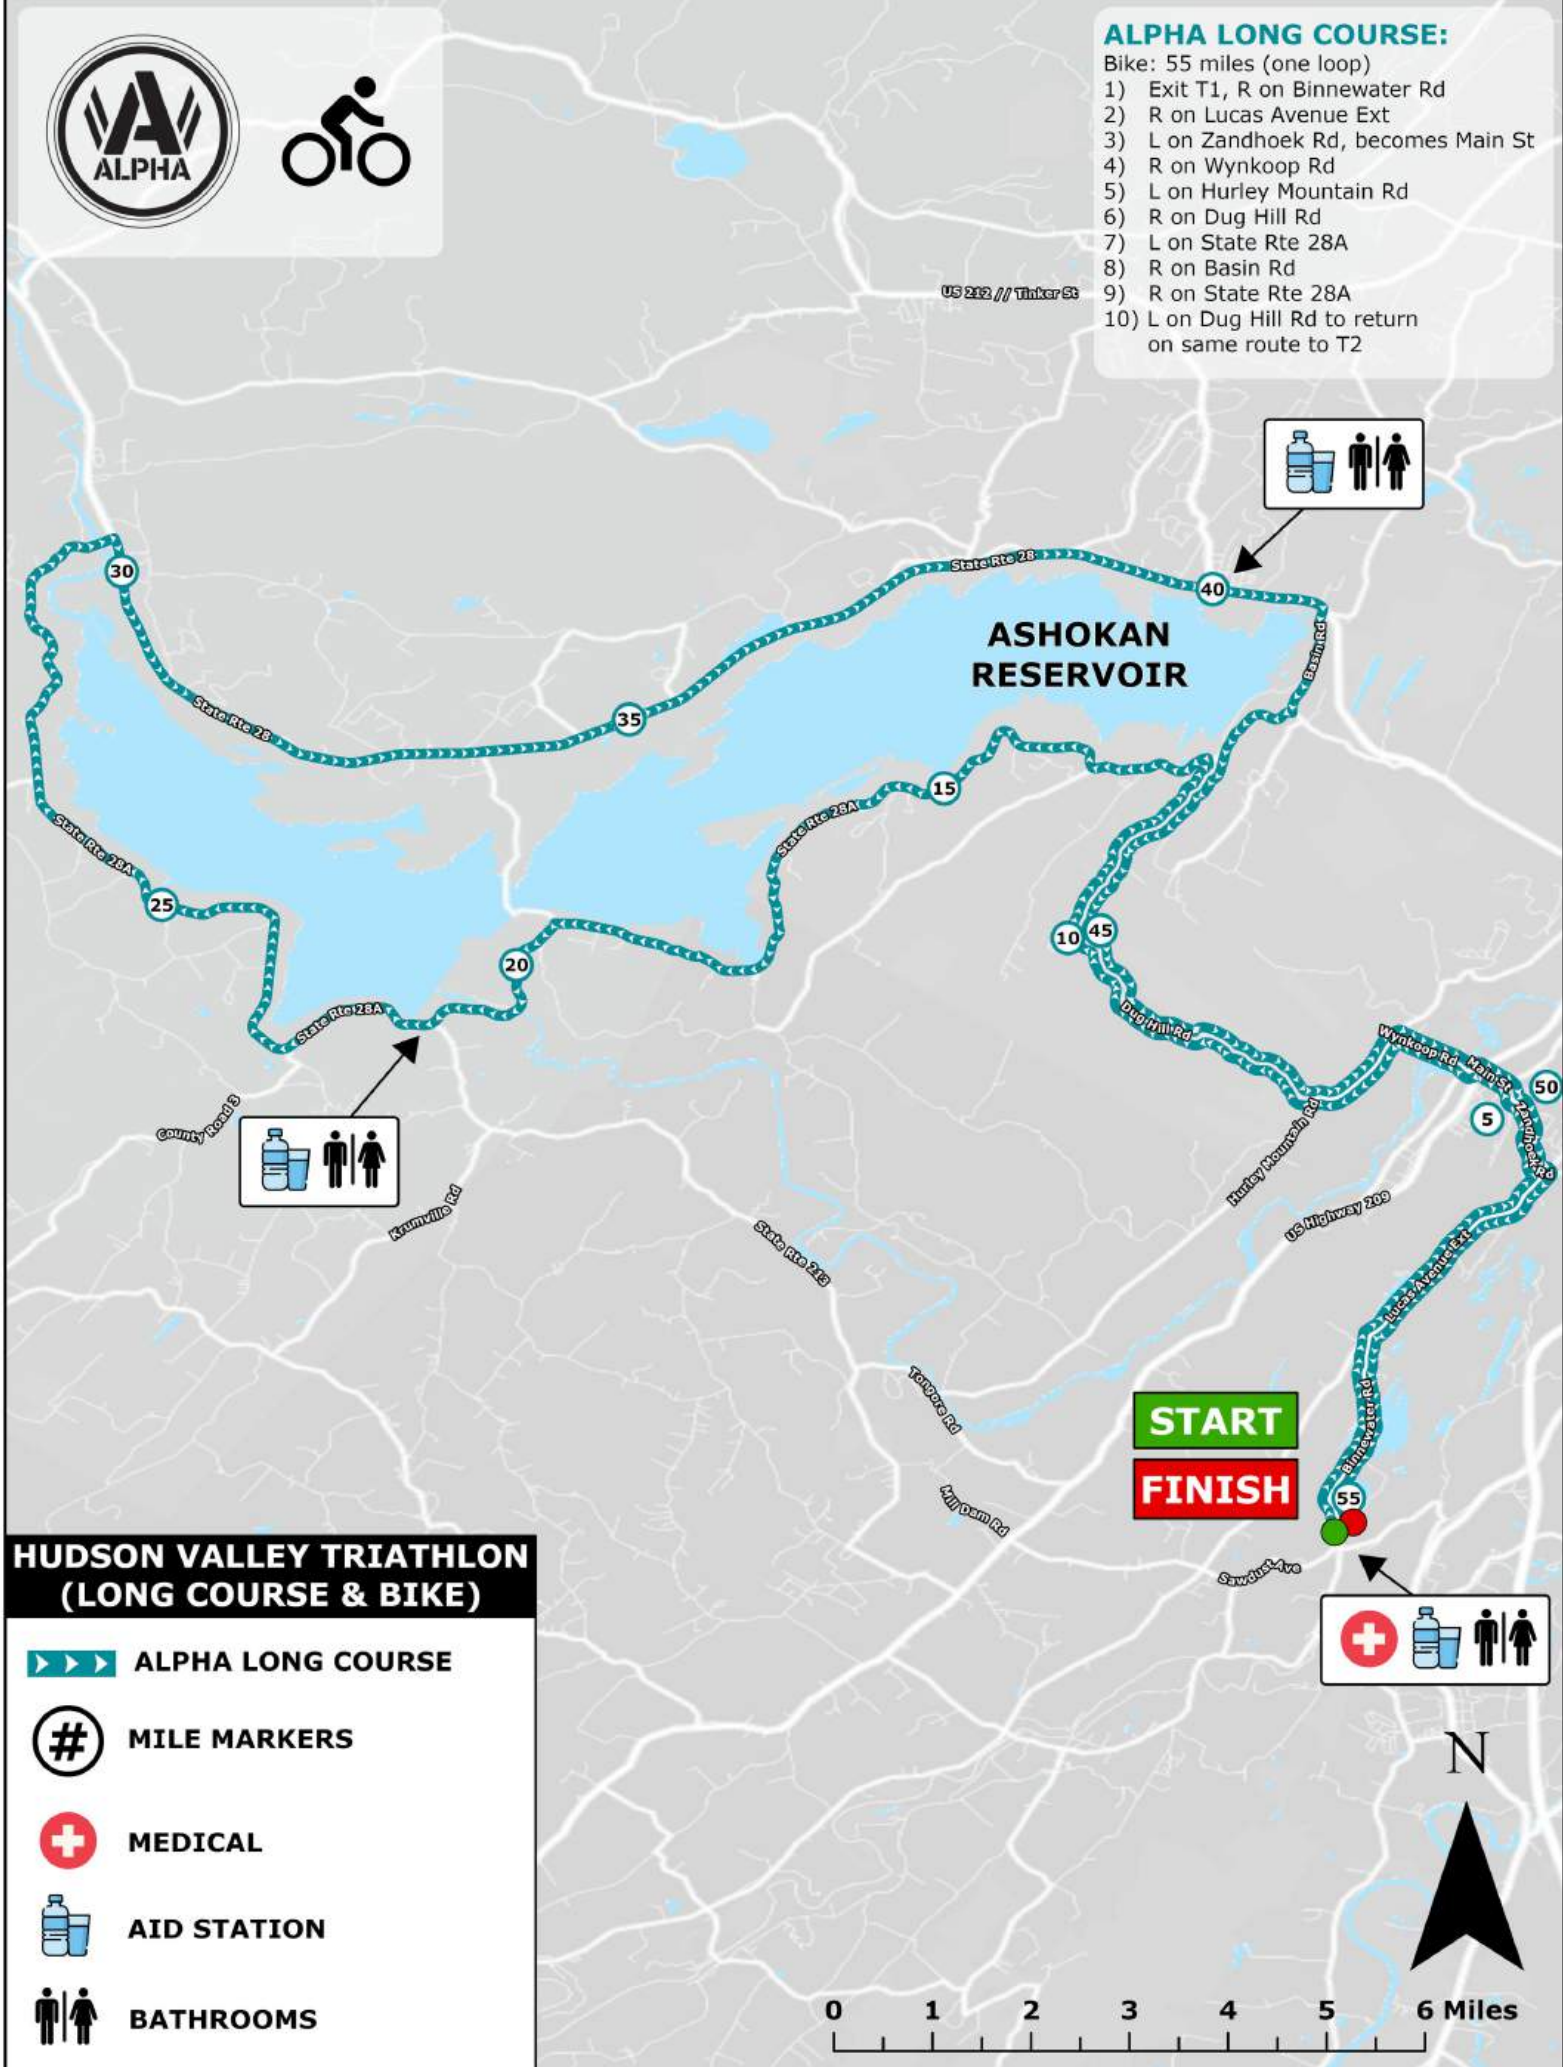 ALPHA
ALPHA LONG COURSE:
Bike: 55 miles (one loop)
1) Exit T1, R on Binnewater Rd
2) R on Lucas Avenue Ext
3) L on Zandhoek Rd, becomes Main St
4) R on Wynkoop Rd
5) L on Hurley Mountain Rd
6) R on Dug Hill Rd
7) L on State Rte 28A
8) R on Basin Rd
9) R on State Rte 28A
10) L on Dug Hill Rd to return
on same route to T2
US 212 // Tinker St
30
State Rte 28
40
ASHOKAN
RESERVOIR
Basin Rd
State Rte 28
35
15
State Rte 28A
State Rte 28A
25
10
45
20
State Rte 28A
Dug Hill Rd
Wynkoop Rd
Main St
50
5
Zandhoek Rd
County Road 3
Hurley Mountain Rd
Krumville Rd
US Highway 209
State Rte 213
Lucas Avenue Ext
Tongore Rd
Binnewater Rd
START
FINISH
55
Mill Dam Rd
Sawdust Ave
HUDSON VALLEY TRIATHLON
(LONG COURSE & BIKE)
ALPHA LONG COURSE
# MILE MARKERS
MEDICAL
AID STATION
BATHROOMS
N
0 1 2 3 4 5 6 Miles